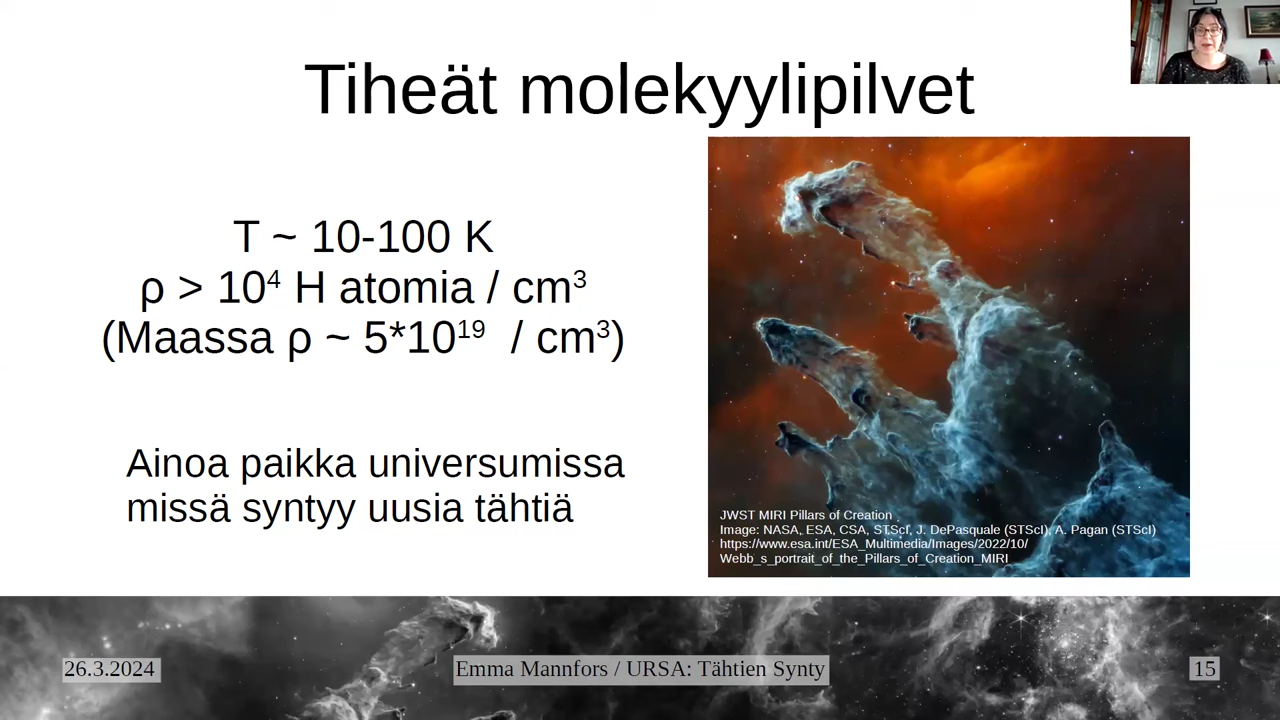 Tiheät molekyylipilvet
T ~ 10-100 K
ρ > 10⁴ H atomia / cm³
(Maassa ρ ~ 5*10¹⁹ / cm³)
Ainoa paikka universumissa
missä syntyy uusia tähtiä
JWST MIRI Pillars of Creation
Image: NASA, ESA, CSA, STScI, J. DePasquale (STScI), A. Pagan (STScI)
https://www.esa.int/ESA_Multimedia/Images/2022/10/
Webb_s_portrait_of_the_Pillars_of_Creation_MIRI
26.3.2024
Emma Mannfors / URSA: Tähtien Synty
15